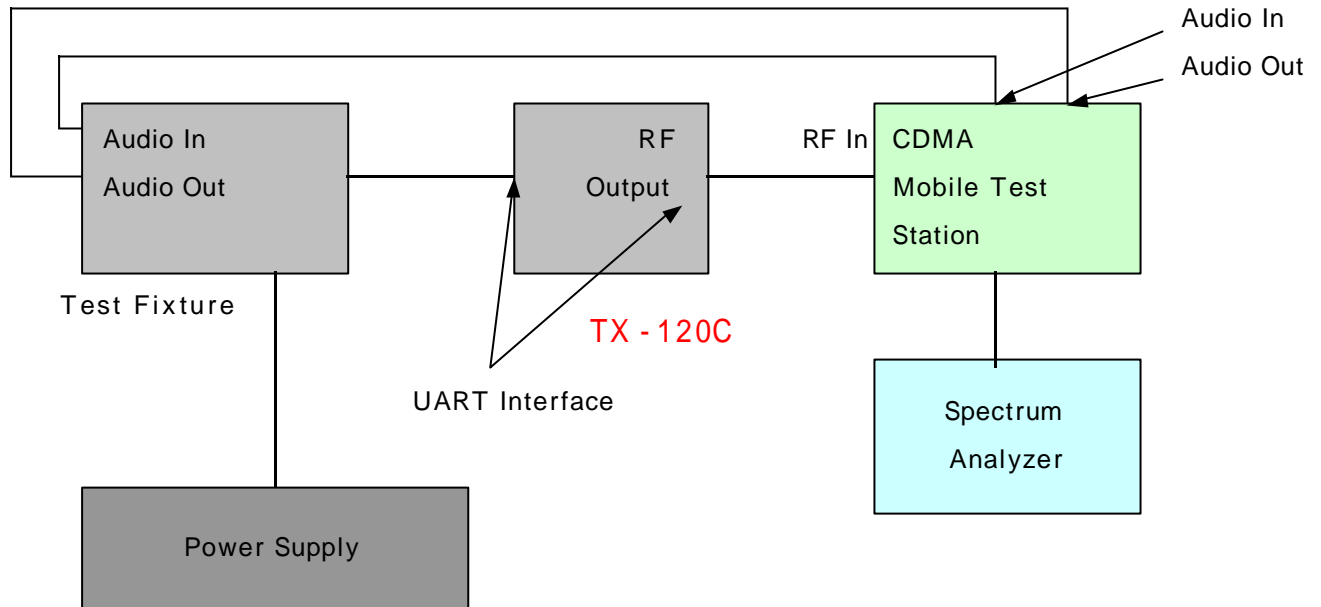 Audio In
Audio Out
Audio In
Audio Out
RF
Output
RF In
CDMA
Mobile Test
Station
Test Fixture
TX - 120C
UART Interface
Spectrum
Analyzer
Power Supply